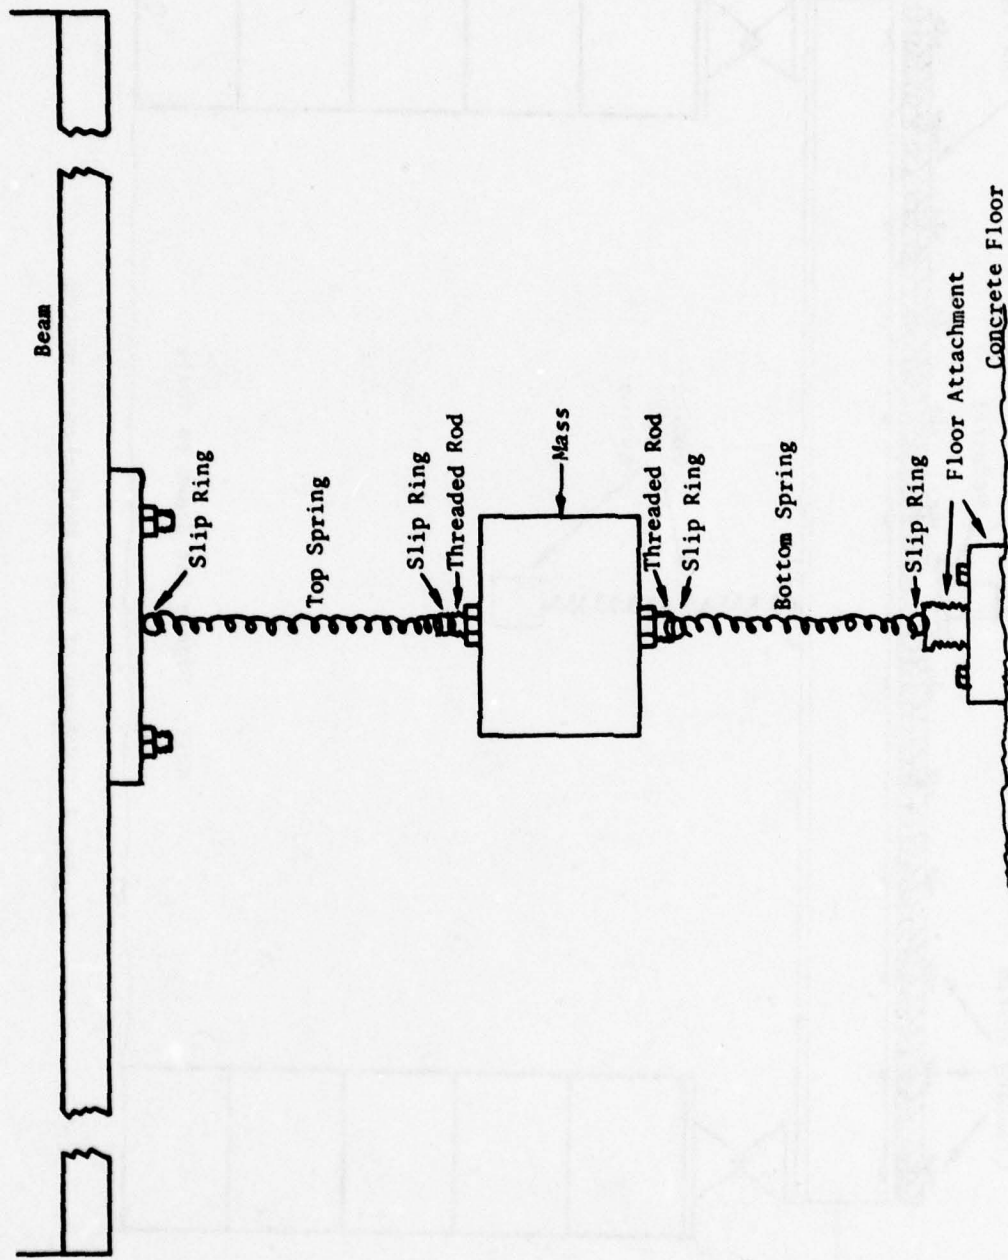 Beam
Slip Ring
Top Spring
Slip Ring
Threaded Rod
Mass
Threaded Rod
Slip Ring
Bottom Spring
Slip Ring
Floor Attachment
Concrete Floor